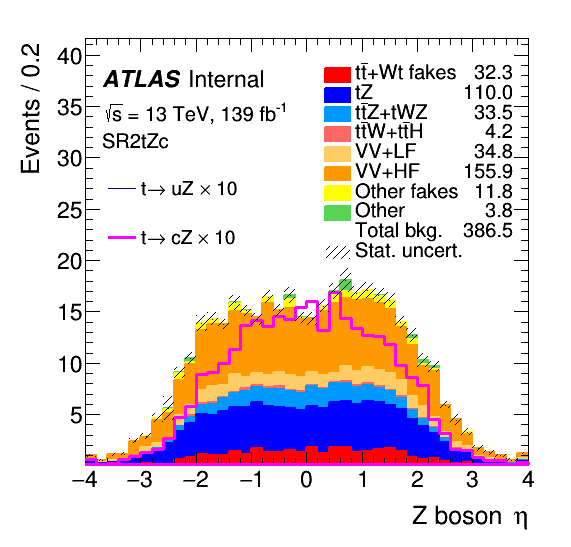 Events / 0.2
40
35
30
25
20
15
10
5
ATLAS Internal
√s = 13 TeV, 139 fb⁻¹
SR2tZc
t→ uZ × 10
t→ cZ × 10
tt̄+Wt fakes 32.3
tZ 110.0
tt̄Z+tWZ 33.5
tt̄W+tt̄H 4.2
VV+LF 34.8
VV+HF 155.9
Other fakes 11.8
Other 3.8
Total bkg. 386.5
Stat. uncert.
−4 −3 −2 −1 0 1 2 3 4
Z boson η